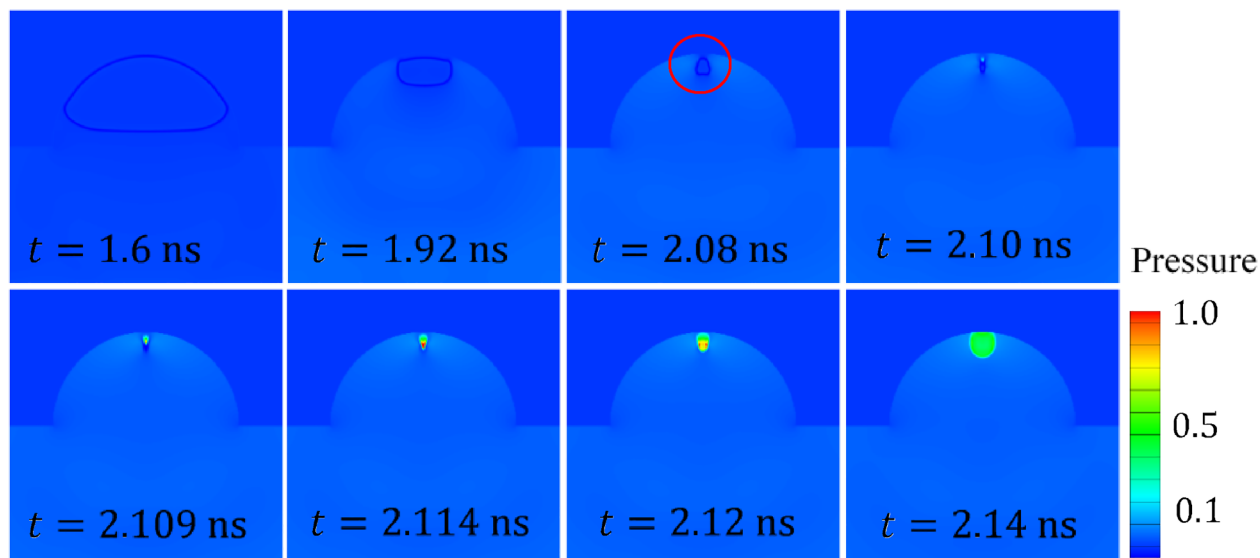 t = 1.6 ns
t = 1.92 ns
t = 2.08 ns
t = 2.10 ns
Pressure
1.0
0.5
0.1
t = 2.109 ns
t = 2.114 ns
t = 2.12 ns
t = 2.14 ns